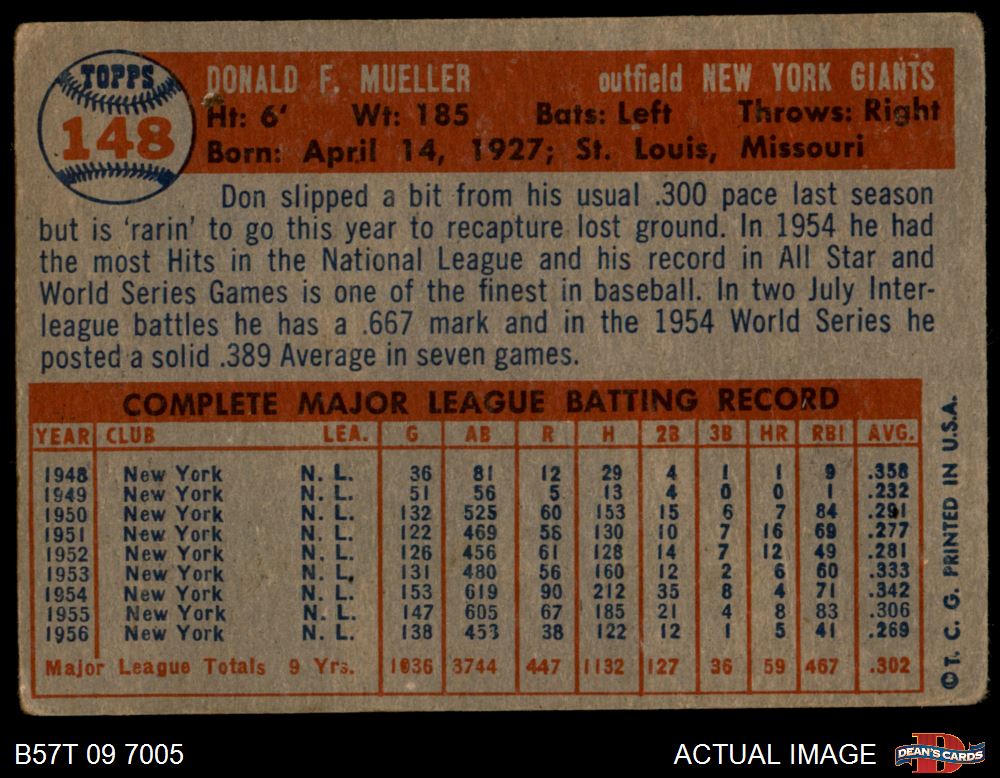 TOPPS
148
DONALD F. MUELLER outfield NEW YORK GIANTS
Ht: 6' Wt: 185 Bats: Left Throws: Right
Born: April 14, 1927; St. Louis, Missouri
Don slipped a bit from his usual .300 pace last season
but is 'rarin' to go this year to recapture lost ground. In 1954 he had
the most Hits in the National League and his record in All Star and
World Series Games is one of the finest in baseball. In two July Inter-
league battles he has a .667 mark and in the 1954 World Series he
posted a solid .389 Average in seven games.
COMPLETE MAJOR LEAGUE BATTING RECORD
YEAR CLUB LEA. G AB R H 2B 3B HR RBI AVG.
1948 New York N. L. 36 81 12 29 4 1 1 9 .358
1949 New York N. L. 51 56 5 13 4 0 0 1 .232
1950 New York N. L. 132 525 60 153 15 6 7 84 .291
1951 New York N. L. 122 469 58 130 10 7 16 69 .277
1952 New York N. L. 126 456 61 128 14 7 12 49 .281
1953 New York N. L. 131 480 56 160 12 2 6 60 .333
1954 New York N. L. 153 619 90 212 35 8 4 71 .342
1955 New York N. L. 147 605 67 185 21 4 8 83 .306
1956 New York N. L. 138 453 38 122 12 1 5 41 .269
Major League Totals 9 Yrs. 1036 3744 447 1132 127 36 59 467 .302
© T. C. G. PRINTED IN U.S.A.
B57T 09 7005
ACTUAL IMAGE
DEAN'S CARDS